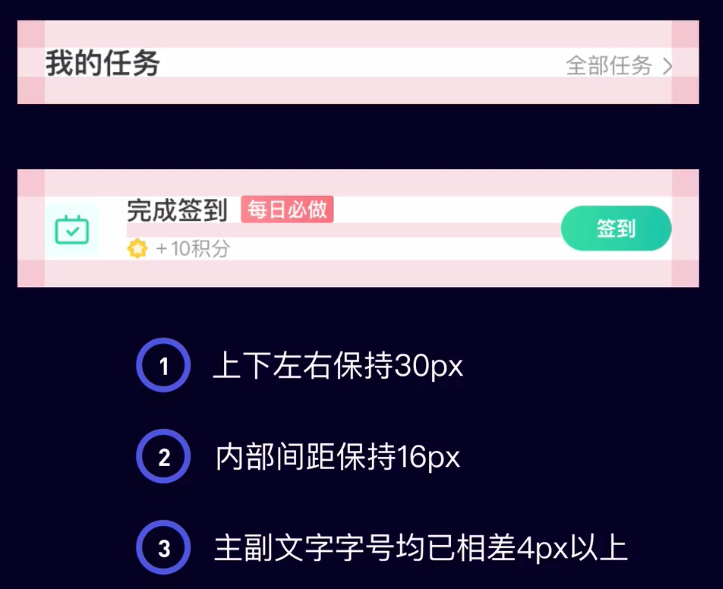 我的任务
全部任务 >
完成签到 每日必做
签到
+10积分
1 上下左右保持30px
2 内部间距保持16px
3 主副文字字号均已相差4px以上